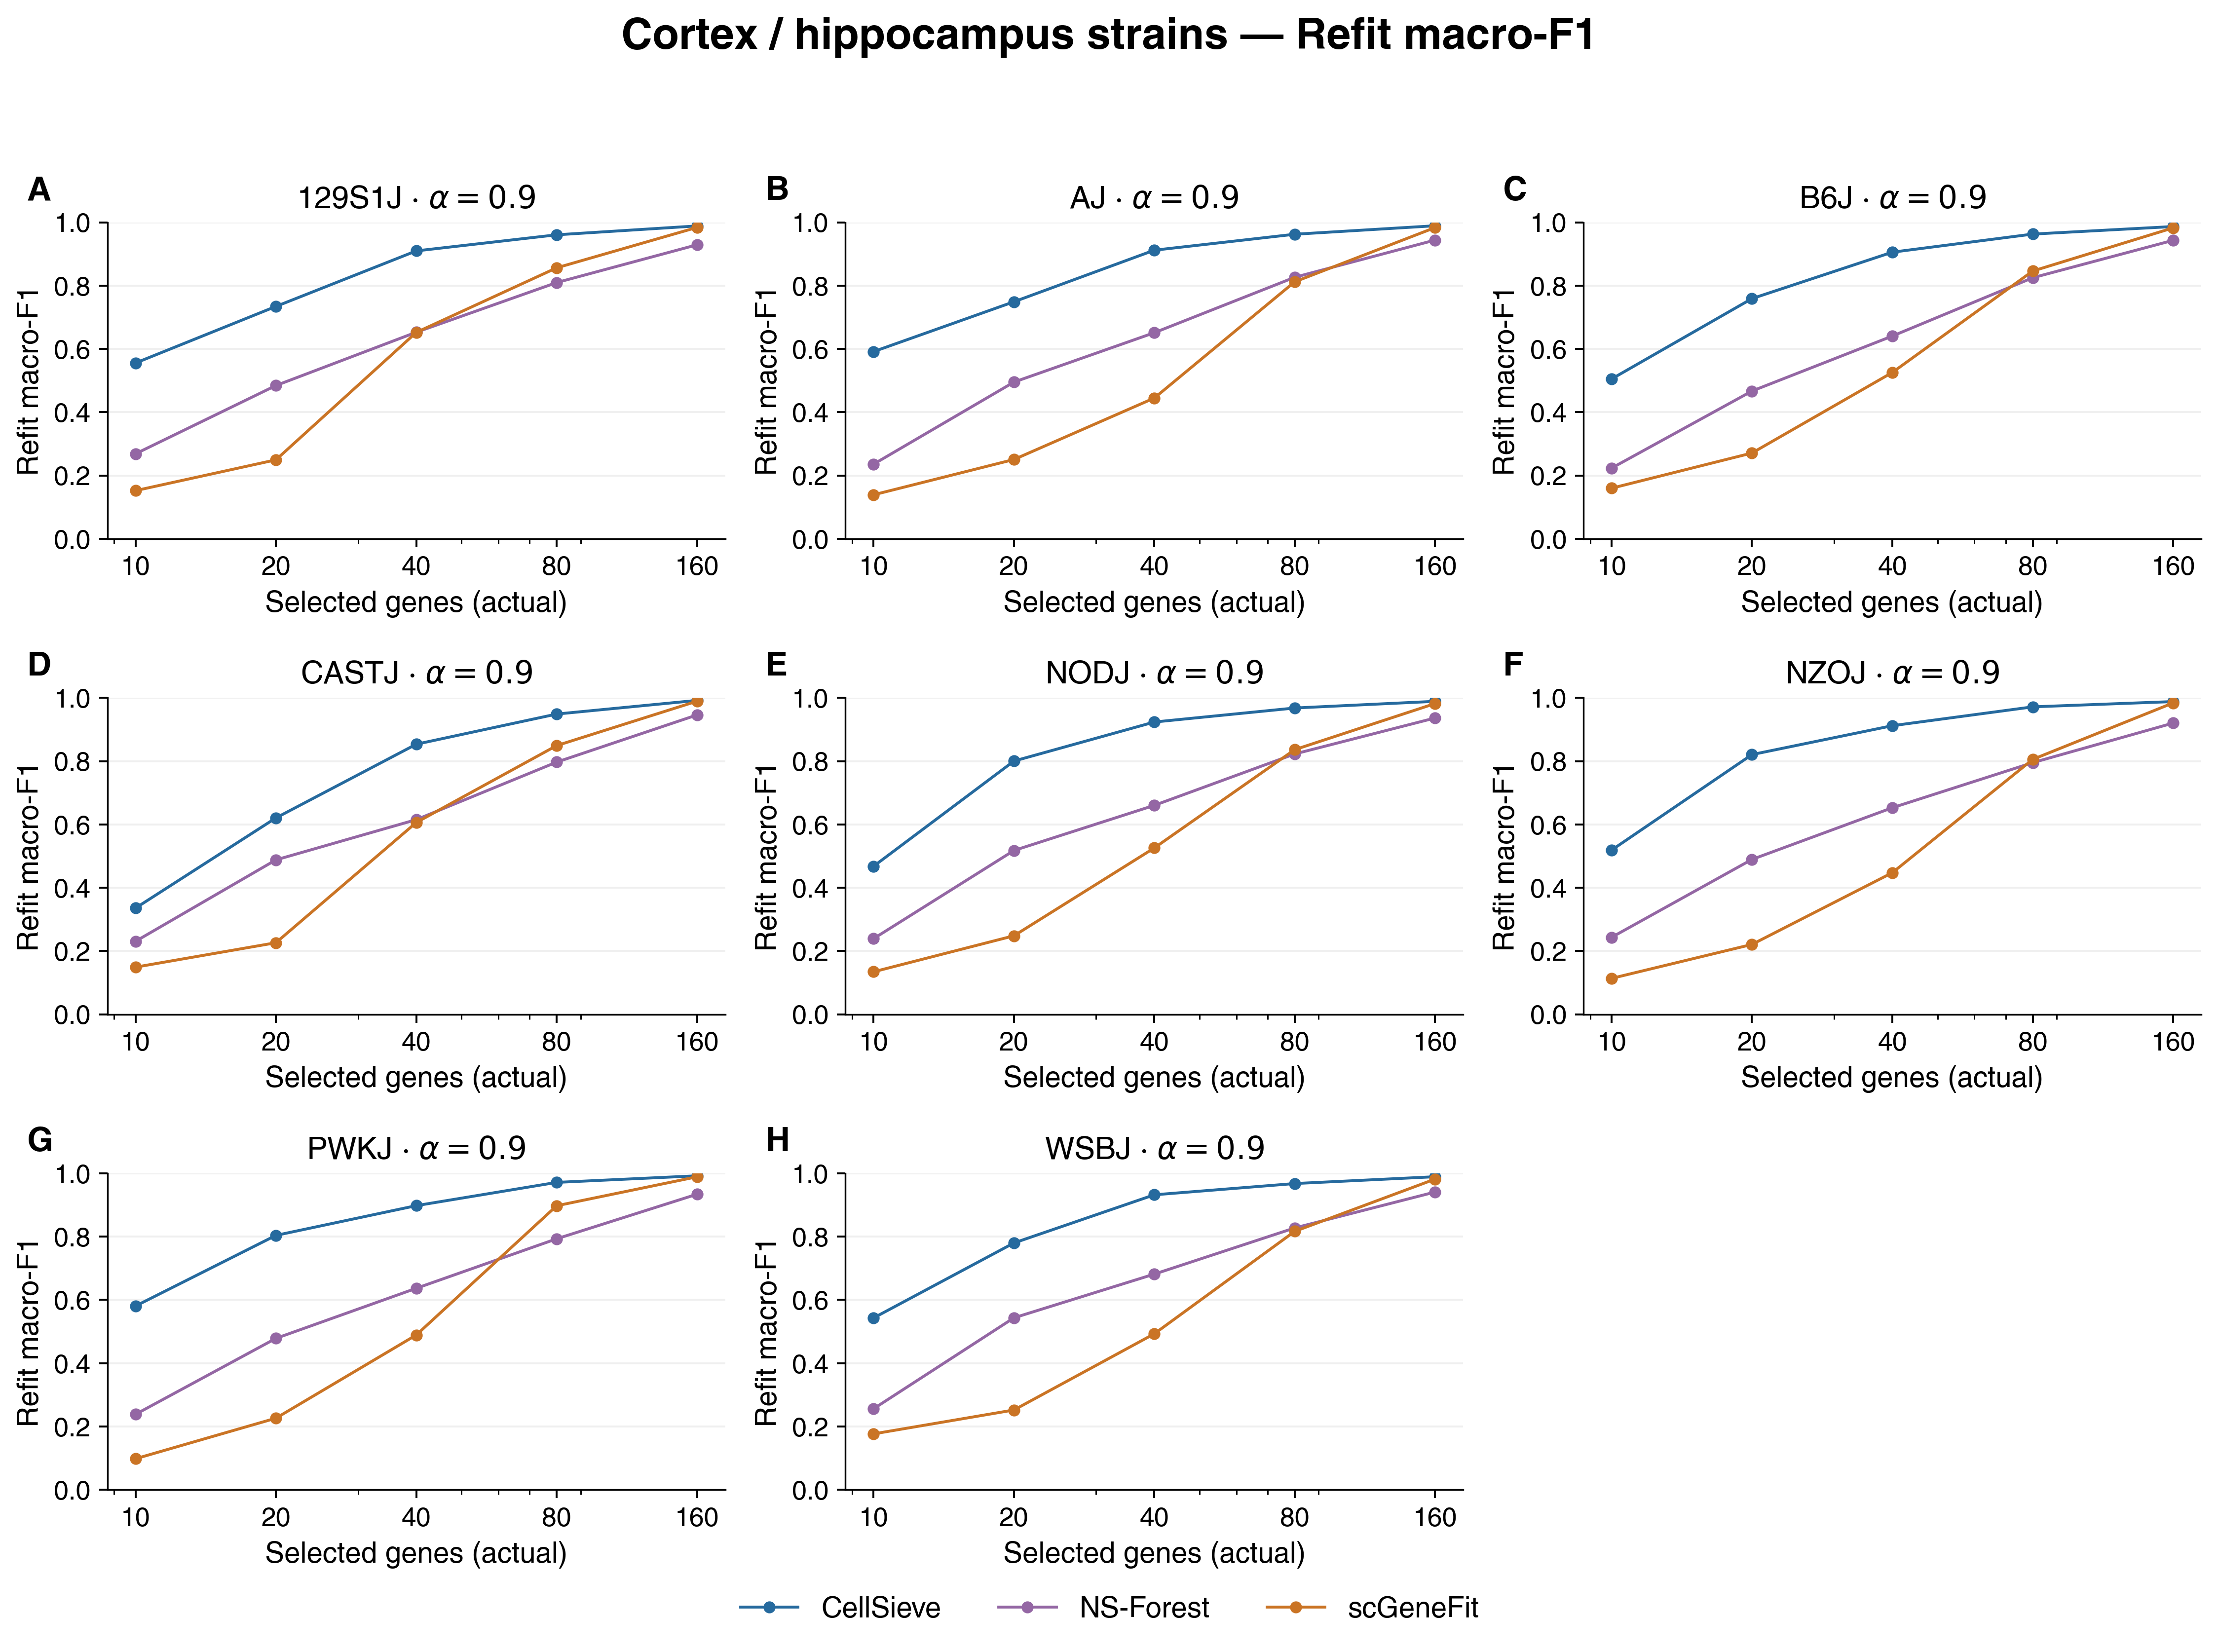 Cortex / hippocampus strains — Refit macro-F1
A
129S1J · α = 0.9
Refit macro-F1
1.0
0.8
0.6
0.4
0.2
0.0
10 20 40 80 160
Selected genes (actual)
B
AJ · α = 0.9
Refit macro-F1
1.0
0.8
0.6
0.4
0.2
0.0
10 20 40 80 160
Selected genes (actual)
C
B6J · α = 0.9
Refit macro-F1
1.0
0.8
0.6
0.4
0.2
0.0
10 20 40 80 160
Selected genes (actual)
D
CASTJ · α = 0.9
Refit macro-F1
1.0
0.8
0.6
0.4
0.2
0.0
10 20 40 80 160
Selected genes (actual)
E
NODJ · α = 0.9
Refit macro-F1
1.0
0.8
0.6
0.4
0.2
0.0
10 20 40 80 160
Selected genes (actual)
F
NZOJ · α = 0.9
Refit macro-F1
1.0
0.8
0.6
0.4
0.2
0.0
10 20 40 80 160
Selected genes (actual)
G
PWKJ · α = 0.9
Refit macro-F1
1.0
0.8
0.6
0.4
0.2
0.0
10 20 40 80 160
Selected genes (actual)
H
WSBJ · α = 0.9
Refit macro-F1
1.0
0.8
0.6
0.4
0.2
0.0
10 20 40 80 160
Selected genes (actual)
CellSieve NS-Forest scGeneFit